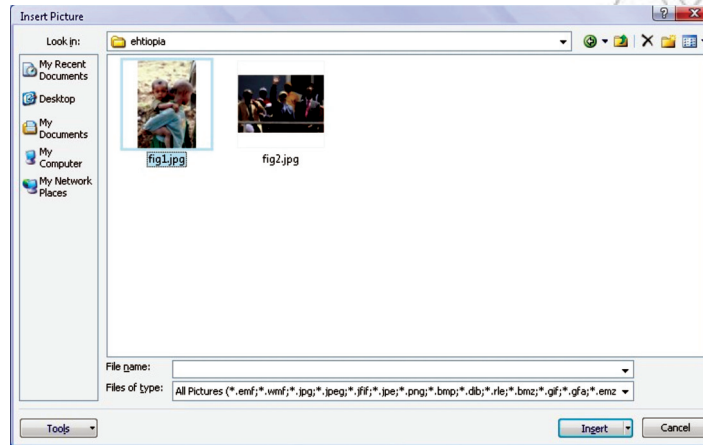 Insert Picture
Look in:
ehtiopia
My Recent
Documents
Desktop
My
Documents
My
Computer
My Network
Places
fig1.jpg
fig2.jpg
File name:
Files of type:
All Pictures (*.emf;*.wmf;*.jpg;*.jpeg;*.jfif;*.jpe;*.png;*.bmp;*.dib;*.rle;*.bmz;*.gif;*.gfa;*.emz
Tools
Insert
Cancel